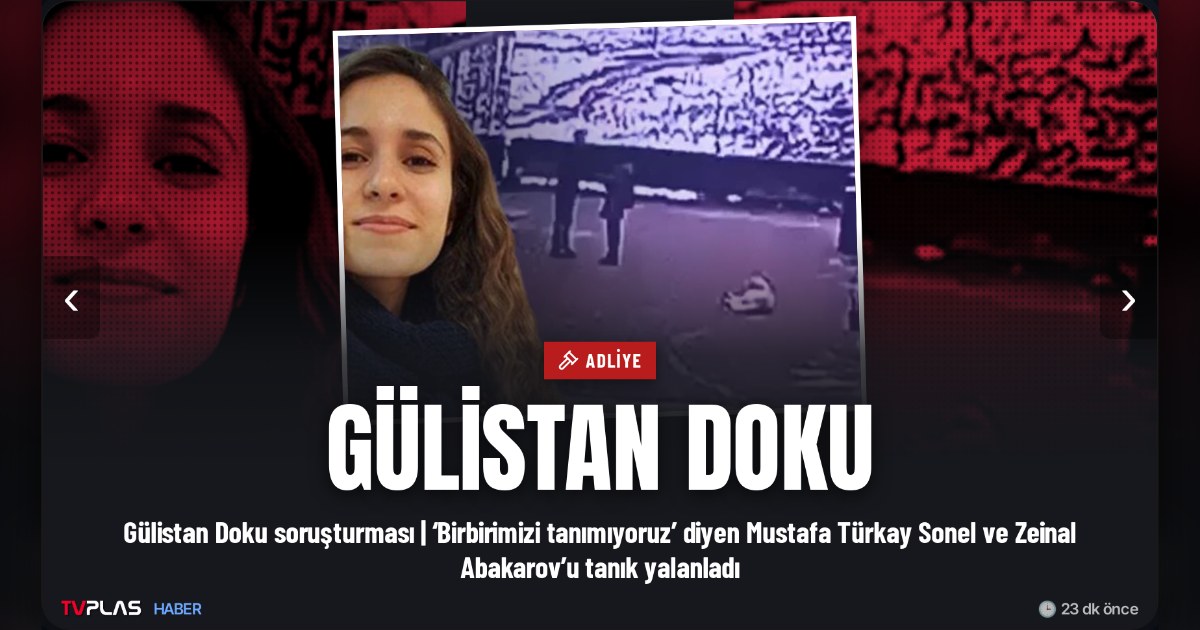 ADLİYE
GÜLİSTAN DOKU
Gülistan Doku soruşturması | ‘Birbirimizi tanımıyoruz’ diyen Mustafa Türkay Sonel ve Zeinal
Abakarov’u tanık yalanladı
TVPLAS HABER
23 dk önce